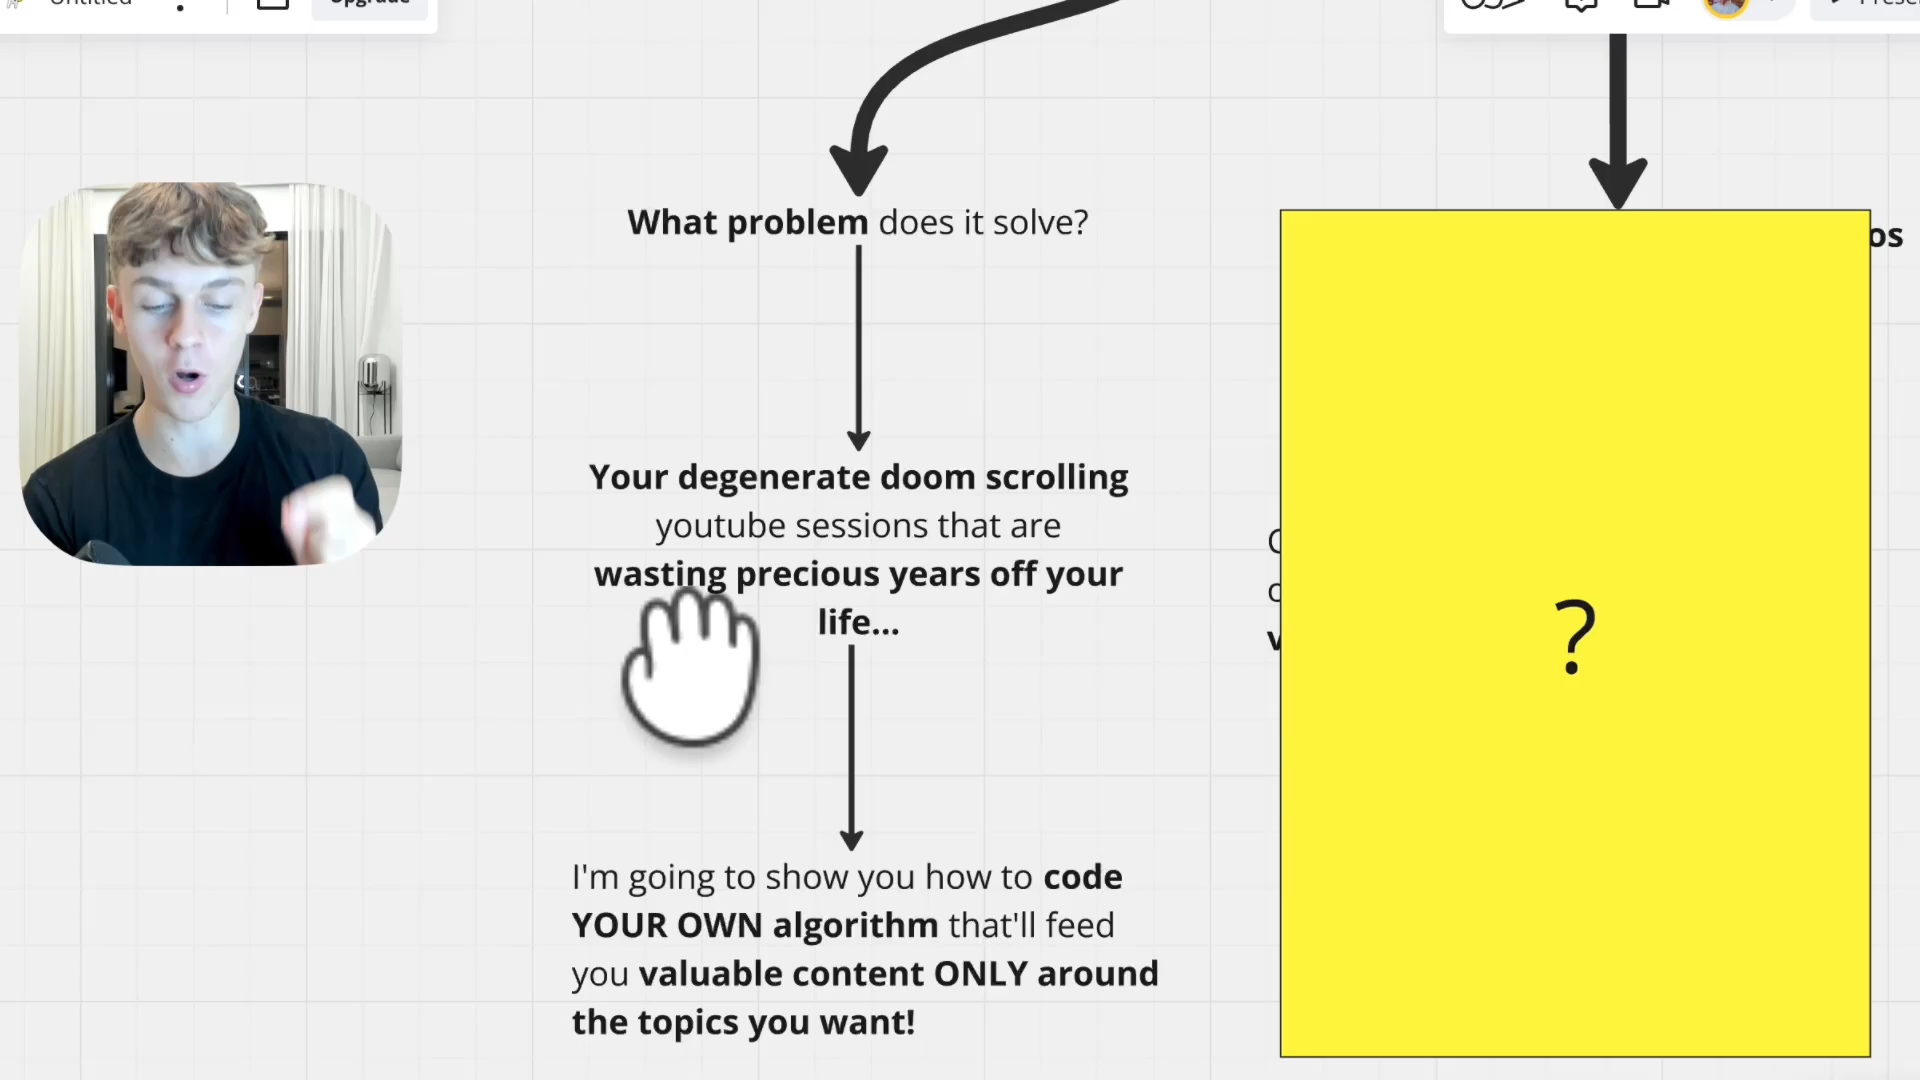 Untitled
Upgrade
What problem does it solve?
Your degenerate doom scrolling
youtube sessions that are
wasting precious years off your
life...
I'm going to show you how to code
YOUR OWN algorithm that'll feed
you valuable content ONLY around
the topics you want!
?